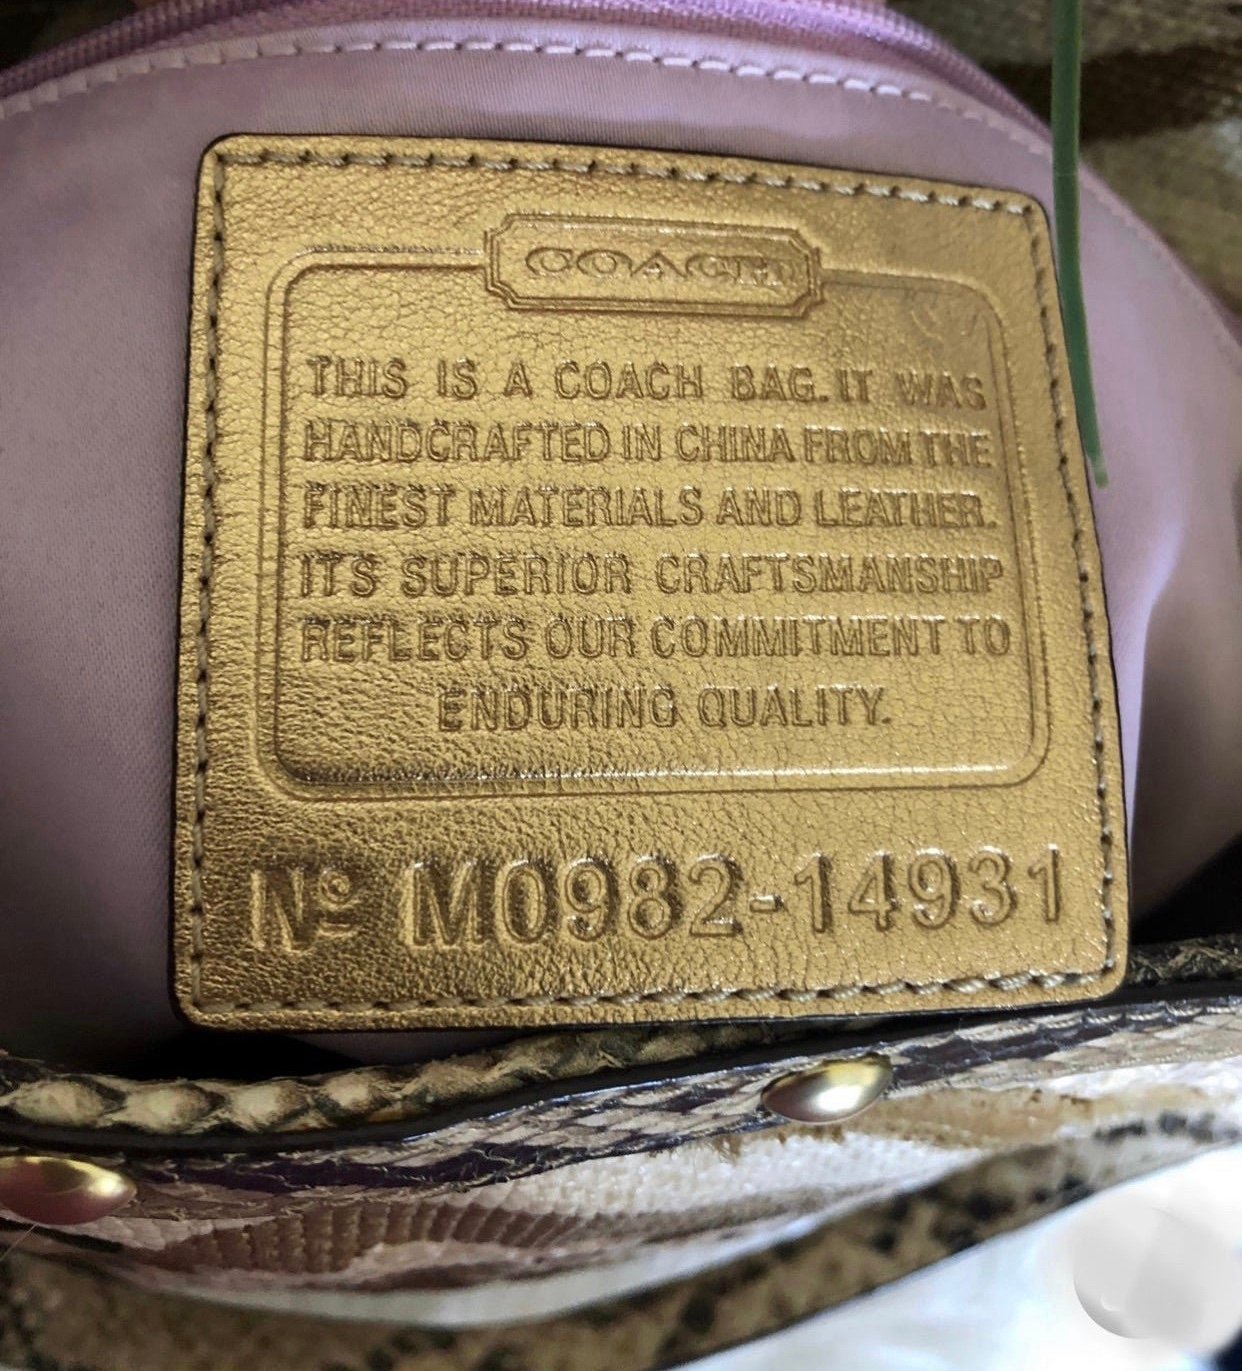 COACH
THIS IS A COACH BAG. IT WAS
HANDCRAFTED IN CHINA FROM THE
FINEST MATERIALS AND LEATHER.
ITS SUPERIOR CRAFTSMANSHIP
REFLECTS OUR COMMITMENT TO
ENDURING QUALITY.
Nº M0982-14931